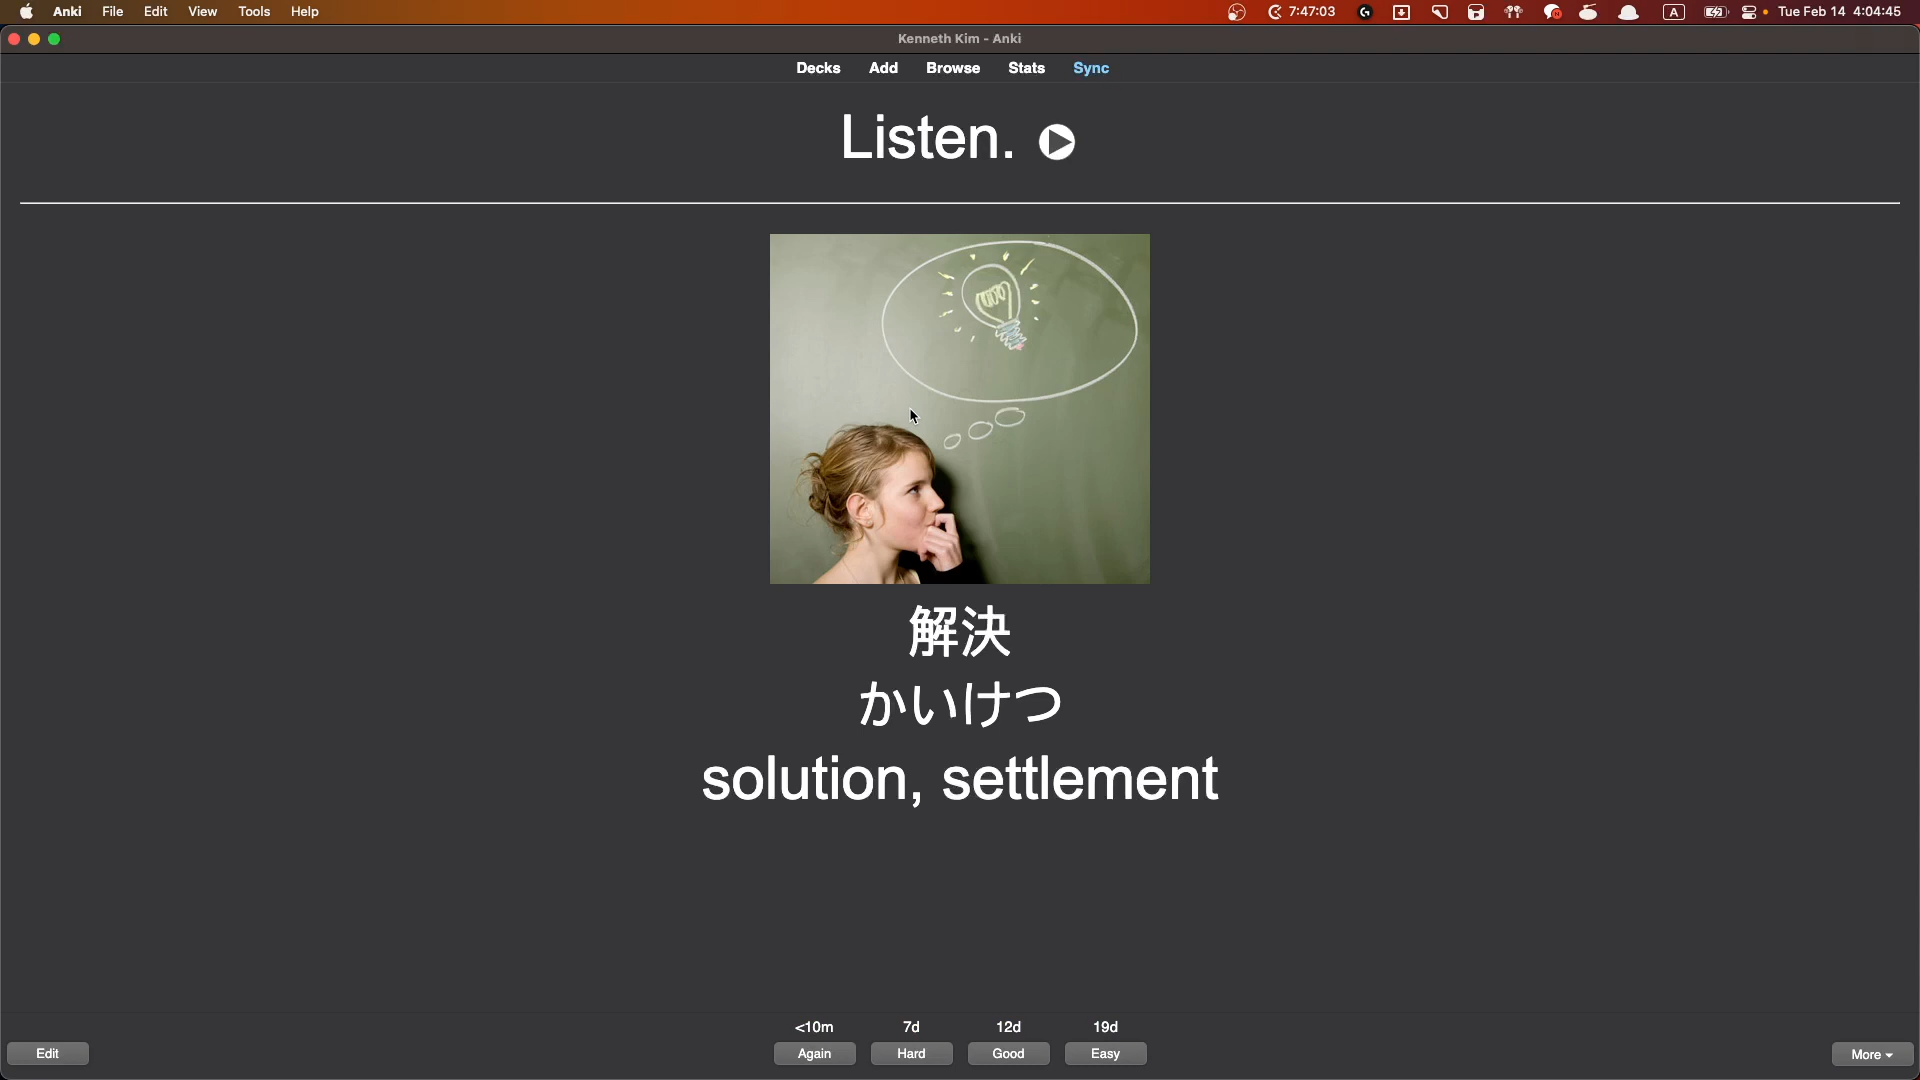 Anki File Edit View Tools Help 7:47:03 A Tue Feb 14 4:04:45
Kenneth Kim - Anki
Decks Add Browse Stats Sync
Listen.
解決
かいけつ
solution, settlement
<10m 7d 12d 19d
Edit Again Hard Good Easy More